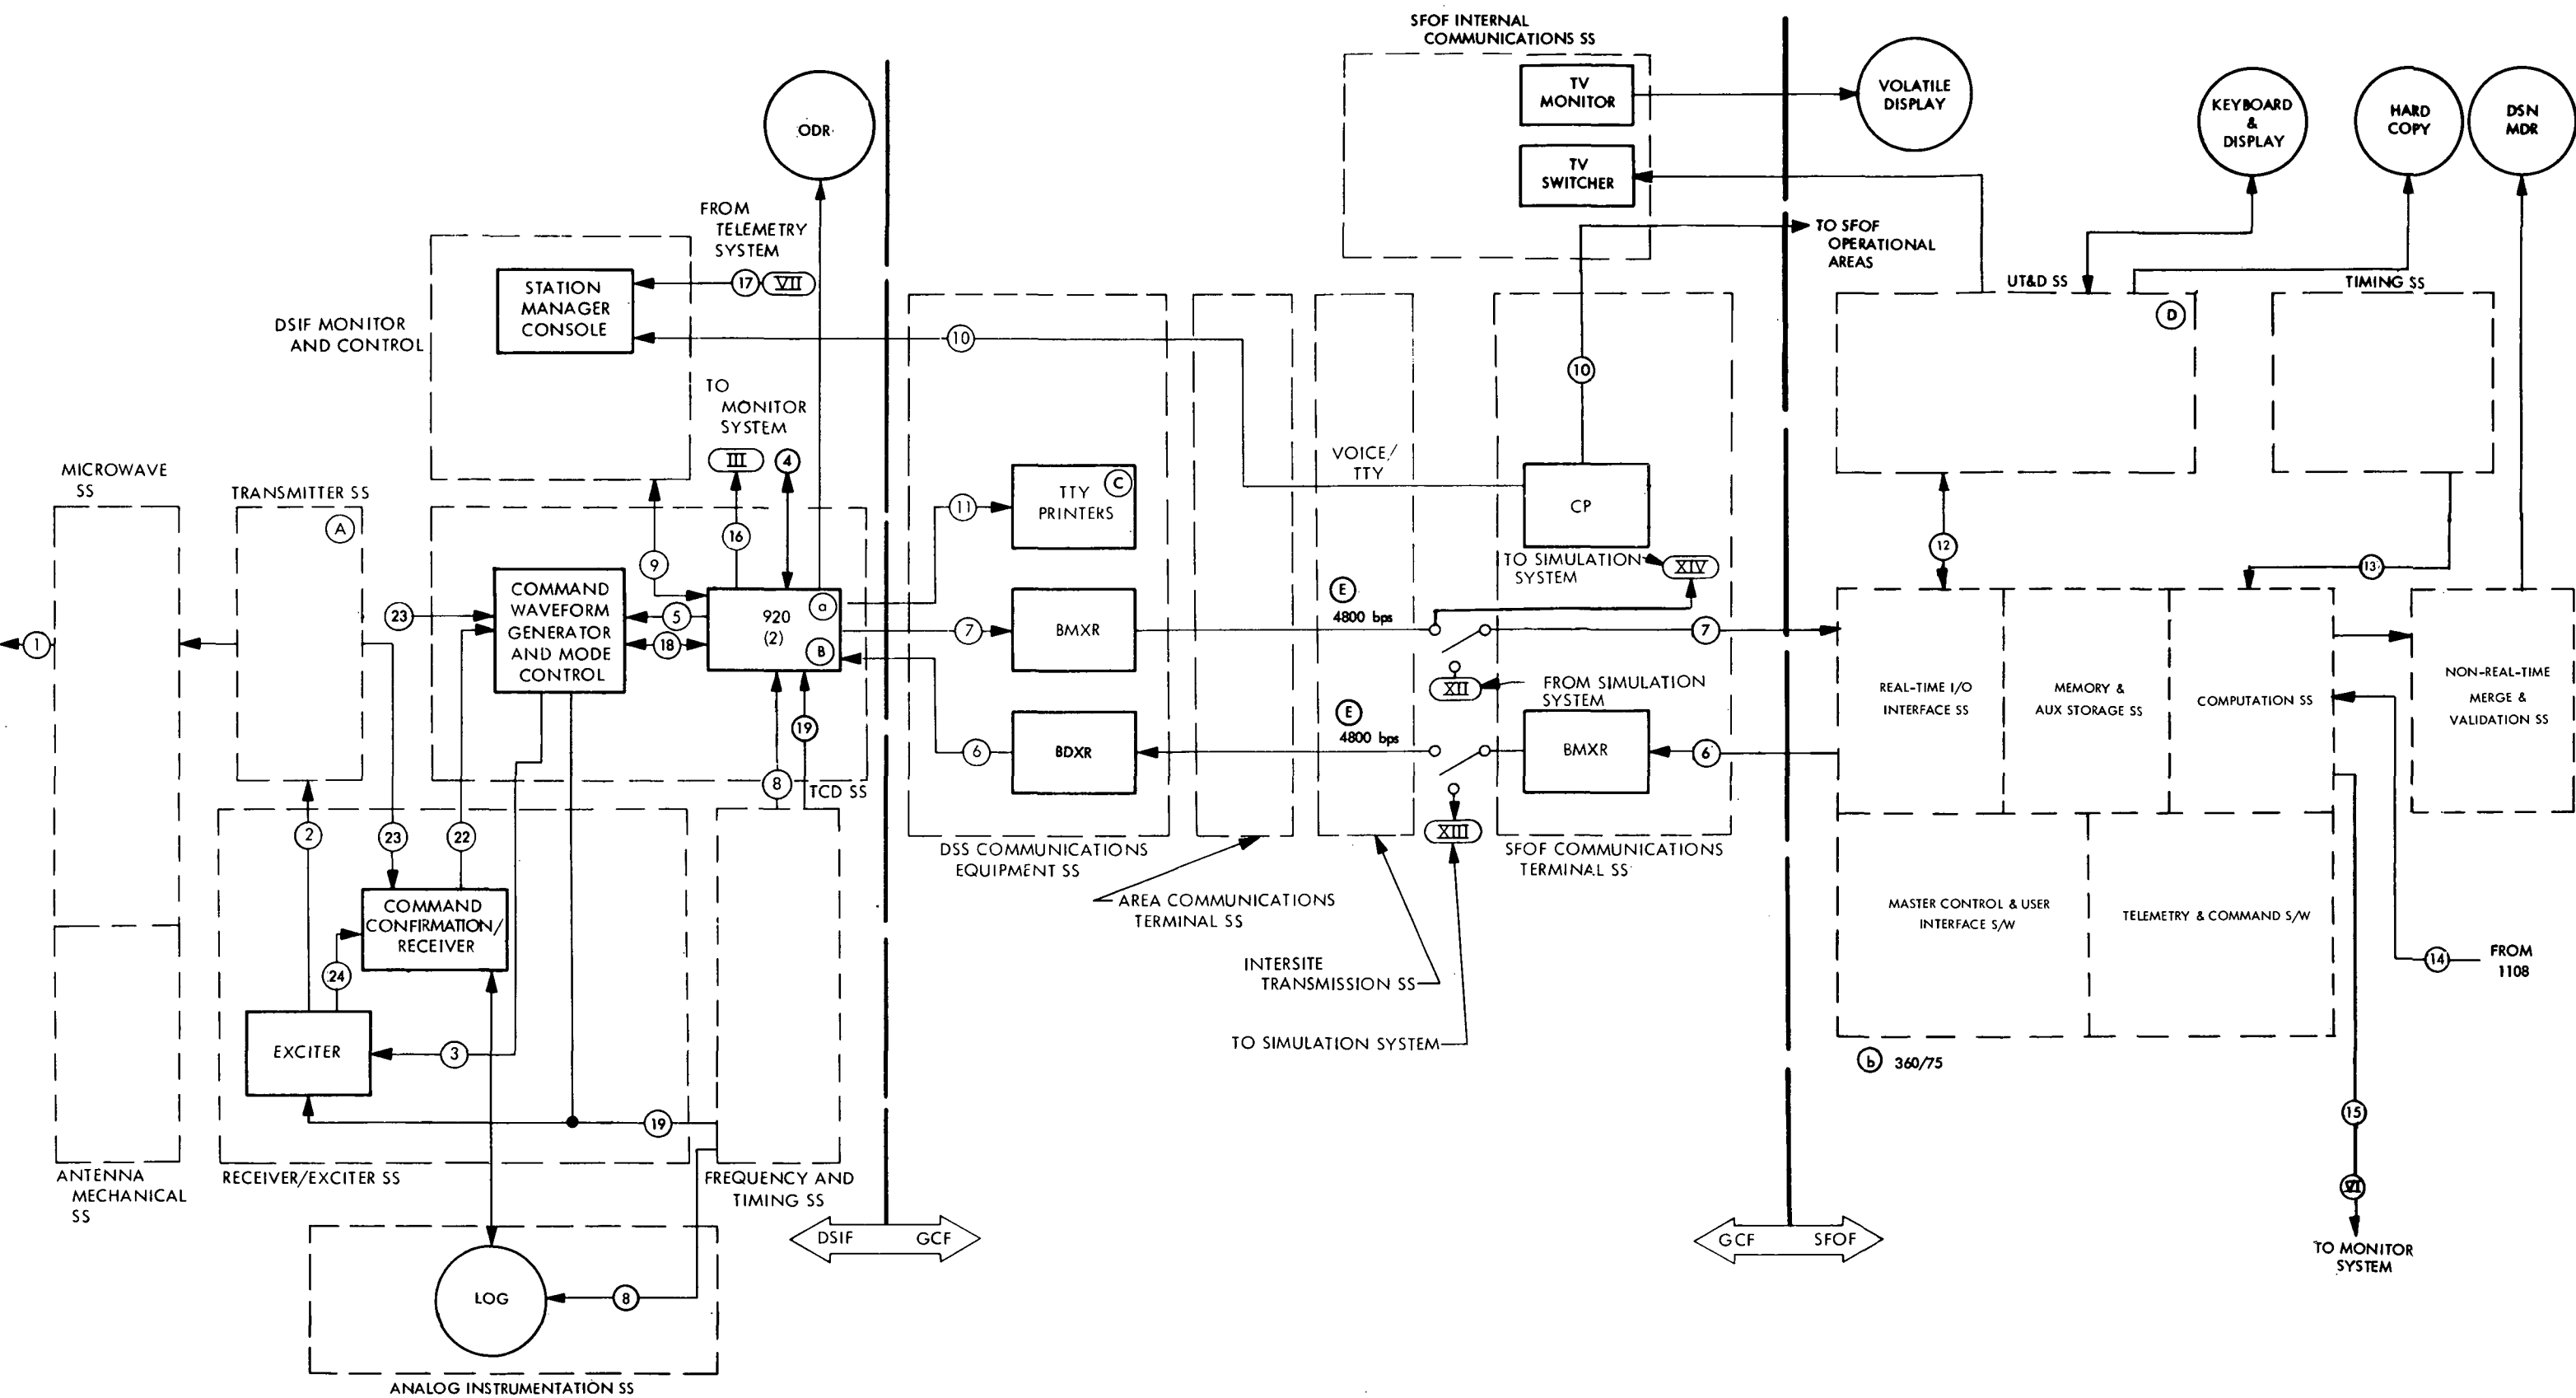 SFOF INTERNAL
COMMUNICATIONS SS
TV
MONITOR
VOLATILE
DISPLAY
TV
SWITCHER
KEYBOARD
&
DISPLAY
HARD
COPY
DSN
MDR
ODR
FROM
TELEMETRY
SYSTEM
17
VII
STATION
MANAGER
CONSOLE
DSIF MONITOR
AND CONTROL
10
TO SFOF
OPERATIONAL
AREAS
UT&D SS
D
TIMING SS
10
TO
MONITOR
SYSTEM
III
4
MICROWAVE
SS
TRANSMITTER SS
A
VOICE/
TTY
TTY
PRINTERS
C
11
CP
16
9
12
13
TO SIMULATION
SYSTEM
XIV
COMMAND
WAVEFORM
GENERATOR
AND MODE
CONTROL
23
5
18
920
(2)
a
B
1
7
BMXR
E
4800 bps
7
XII
FROM SIMULATION
SYSTEM
REAL-TIME I/O
INTERFACE SS
MEMORY &
AUX STORAGE SS
COMPUTATION SS
NON-REAL-TIME
MERGE &
VALIDATION SS
E
4800 bps
19
6
BDXR
BMXR
6
8
TCD SS
2
23
22
XIII
DSS COMMUNICATIONS
EQUIPMENT SS
SFOF COMMUNICATIONS
TERMINAL SS
AREA COMMUNICATIONS
TERMINAL SS
COMMAND
CONFIRMATION/
RECEIVER
24
MASTER CONTROL & USER
INTERFACE S/W
TELEMETRY & COMMAND S/W
INTERSITE
TRANSMISSION SS
14
FROM
1108
EXCITER
3
TO SIMULATION SYSTEM
b
360/75
19
15
ANTENNA
MECHANICAL
SS
RECEIVER/EXCITER SS
FREQUENCY AND
TIMING SS
VI
DSIF
GCF
GCF
SFOF
TO MONITOR
SYSTEM
LOG
8
ANALOG INSTRUMENTATION SS